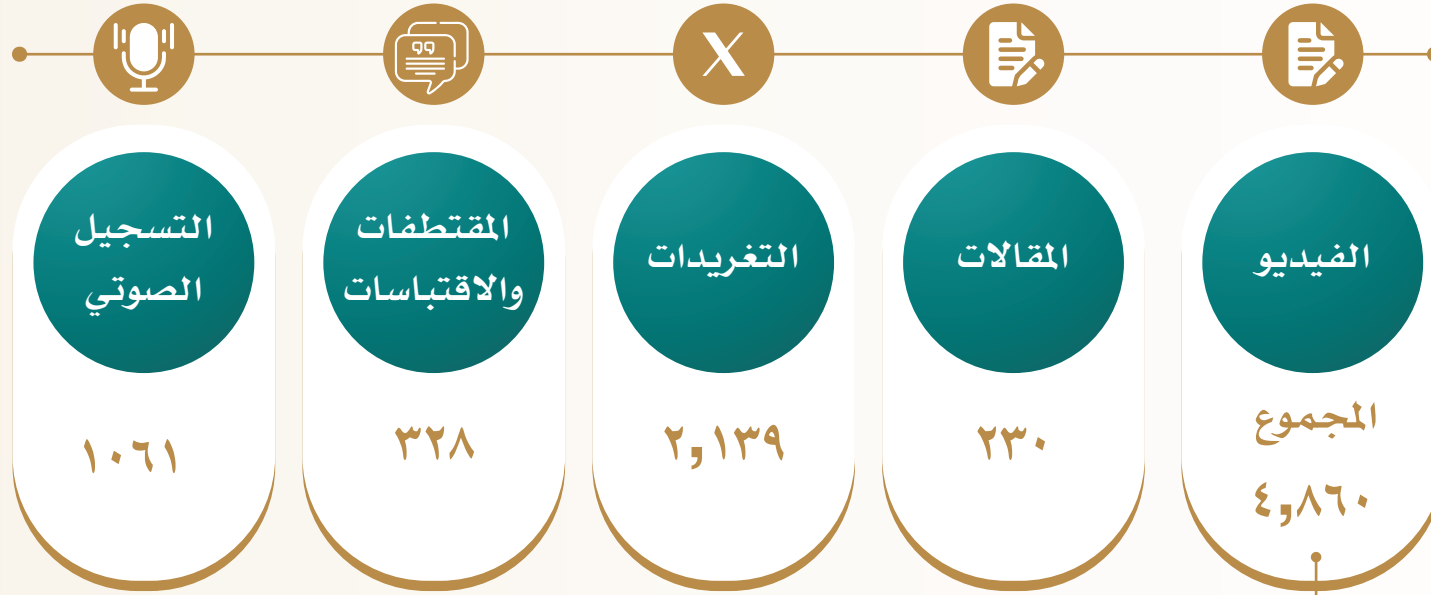 الفيديو
المجموع
٤,٨٦٠
المقالات
٢٣٠
X
التغريدات
٢,١٣٩
المقتطفات
والاقتباسات
٣٢٨
التسجيل
الصوتي
١٠٦١